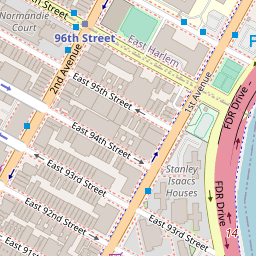 Normandie
Court
96th Street
Street
East Harlem
2nd Avenue
East 95th Street
1st Avenue
FDR Drive
East 94th Street
East 93rd Street
Stanley
Isaacs
Houses
FDR Drive
East 92nd Street
East 93rd Street
14
East 91st